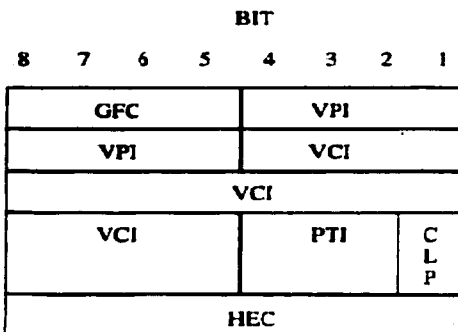 BIT
8 7 6 5 4 3 2 1
GFC VPI
VPI VCI
VCI
VCI PTI C
L
P
HEC